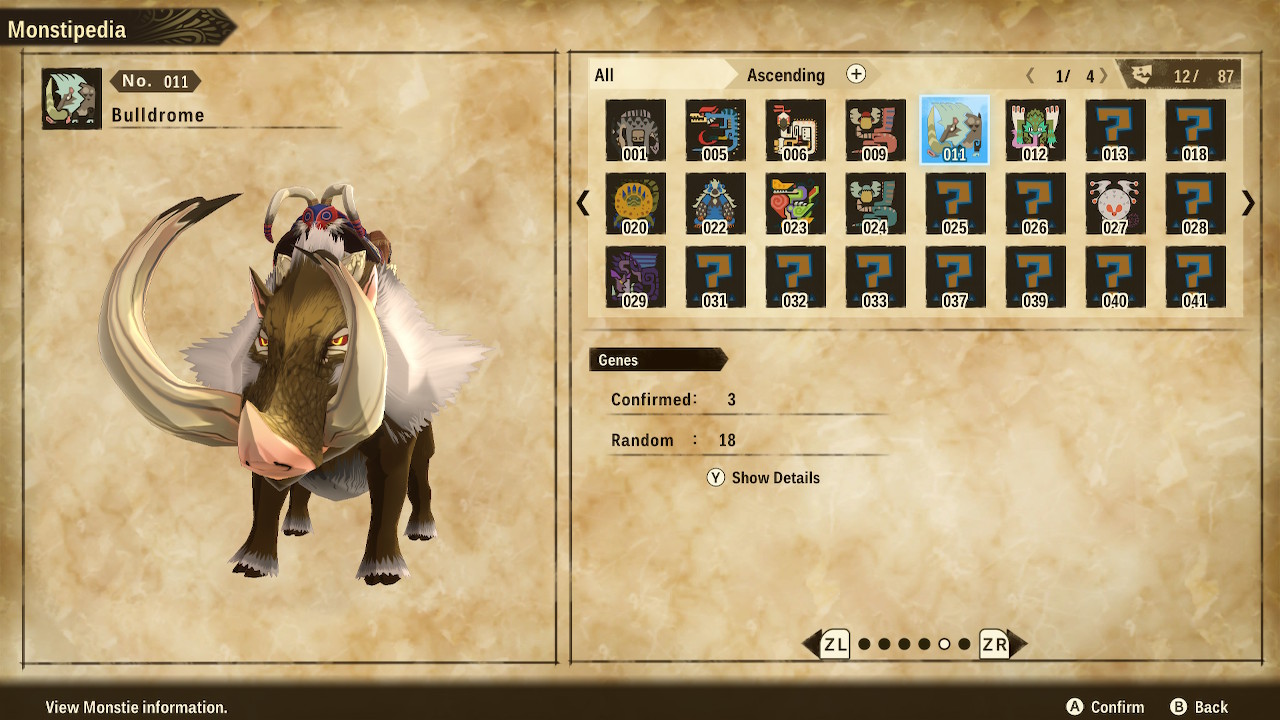 Monstipedia
No. 011
Bulldrome
All
Ascending +
1/ 4
12/ 87
001 005 006 009 011 012 013 018
020 022 023 024 025 026 027 028
029 031 032 033 037 039 040 041
Genes
Confirmed: 3
Random : 18
Y Show Details
ZL ZR
View Monstie information.
A Confirm B Back